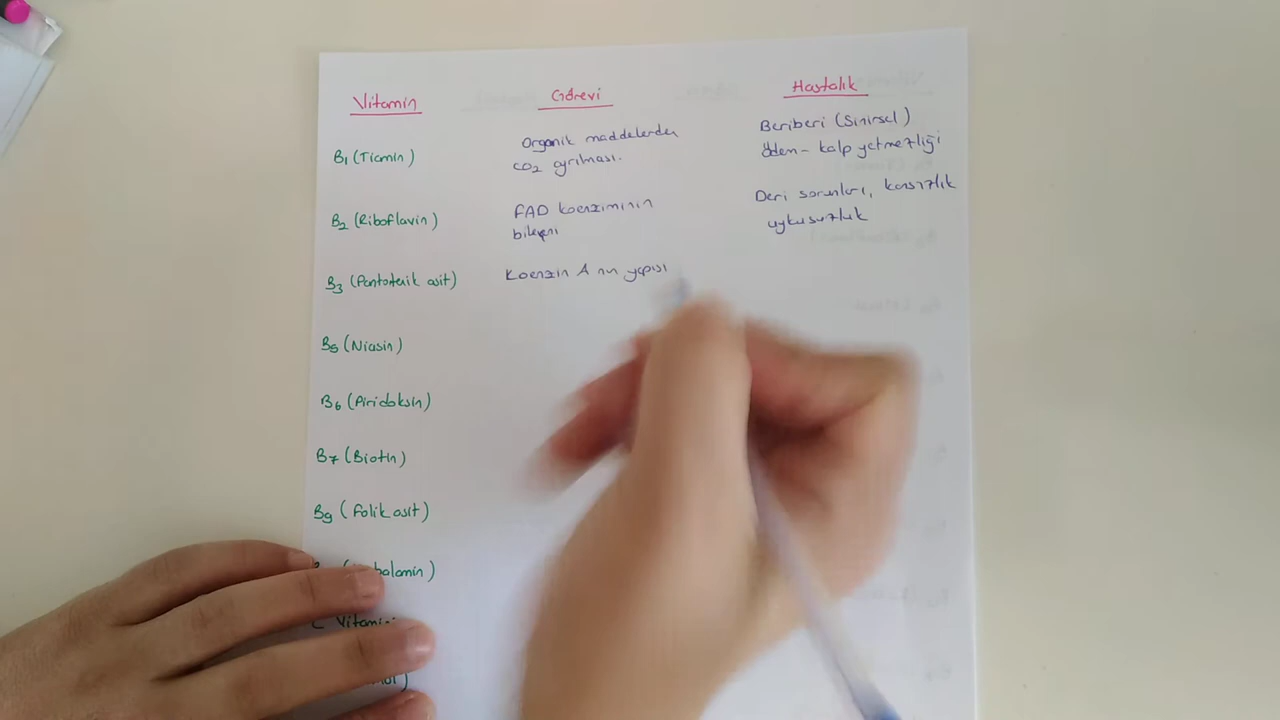 Vitamin Görevi Hastalık
B1 (Tiamin)
Organik maddelerden
CO2 ayrılması.
Beriberi (Sinirsel)
Ödem - kalp yetmezliği
B2 (Riboflavin)
FAD koenziminin
bileşeni
Deri sorunları, kansızlık
uykusuzluk
B3 (Pantotenik asit)
Koenzim A nın yapısı
B5 (Niasin)
B6 (Piridoksin)
B7 (Biotin)
B9 (Folik asit)
balamin)
C Vitamin